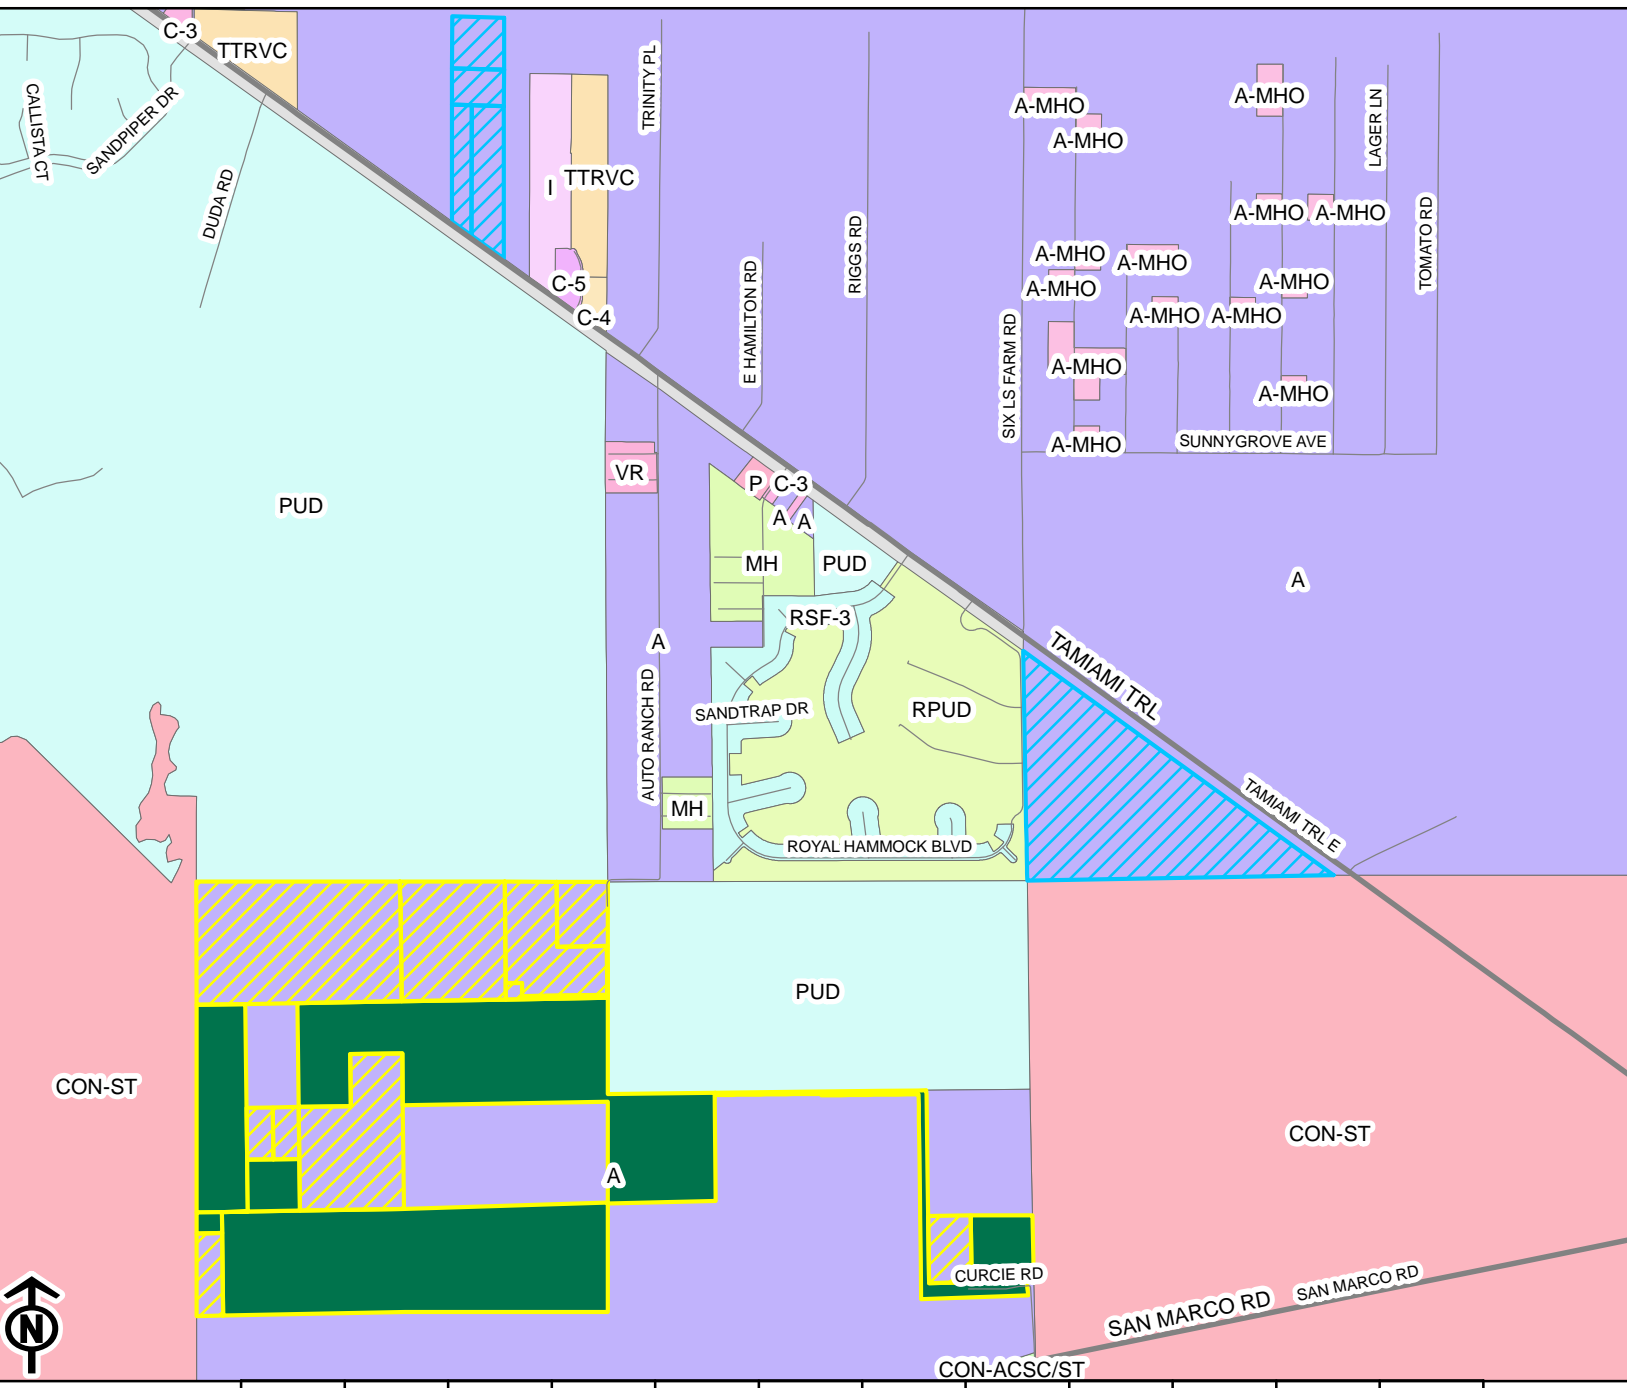 C-3
TTRVC
TRINITY PL
CALLISTA CT
SANDPIPER DR
DUDA RD
I
TTRVC
C-5
C-4
E HAMILTON RD
RIGGS RD
SIX LS FARM RD
A-MHO
A-MHO
A-MHO
LAGER LN
A-MHO
A-MHO
TOMATO RD
A-MHO
A-MHO
A-MHO
A-MHO
A-MHO
A-MHO
A-MHO
A-MHO
A-MHO
SUNNYGROVE AVE
A-MHO
VR
P
C-3
A
A
PUD
MH
PUD
A
RSF-3
A
TAMIAMI TRL
AUTO RANCH RD
SANDTRAP DR
RPUD
MH
TAMIAMI TRL E
ROYAL HAMMOCK BLVD
PUD
CON-ST
CON-ST
A
CURCIE RD
SAN MARCO RD
SAN MARCO RD
N
CON-ACSC/ST